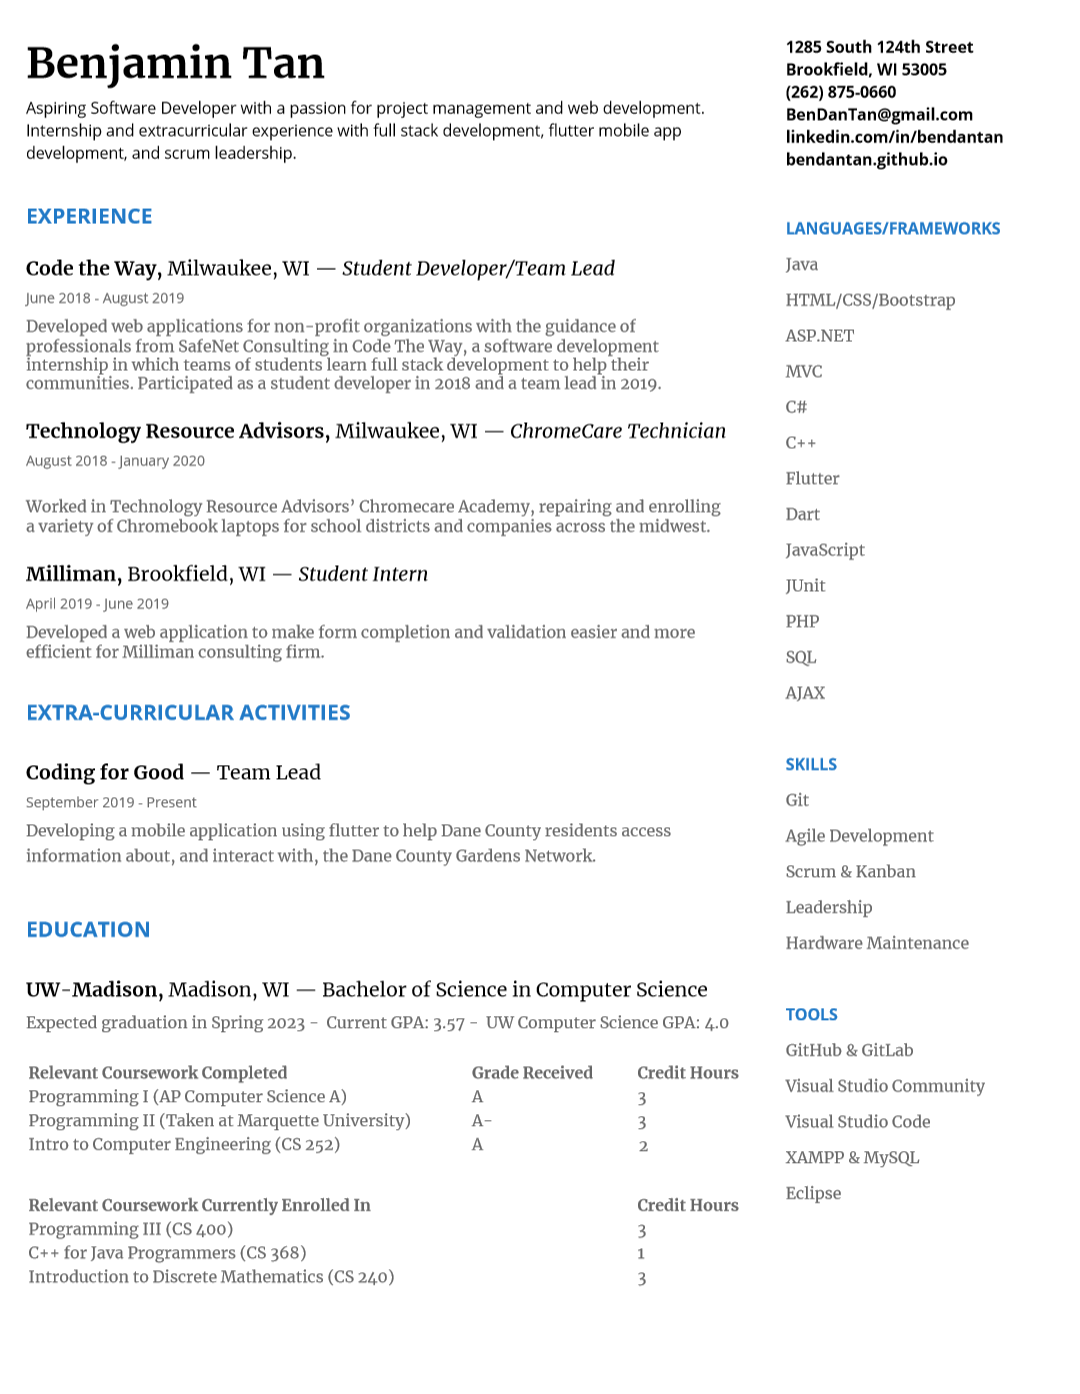 Benjamin Tan
Aspiring Software Developer with a passion for project management and web development.
Internship and extracurricular experience with full stack development, flutter mobile app
development, and scrum leadership.
EXPERIENCE
Code the Way, Milwaukee, WI — Student Developer/Team Lead
June 2018 - August 2019
Developed web applications for non-profit organizations with the guidance of
professionals from SafeNet Consulting in Code The Way, a software development
internship in which teams of students learn full stack development to help their
communities. Participated as a student developer in 2018 and a team lead in 2019.
Technology Resource Advisors, Milwaukee, WI — ChromeCare Technician
August 2018 - January 2020
Worked in Technology Resource Advisors’ Chromecare Academy, repairing and enrolling
a variety of Chromebook laptops for school districts and companies across the midwest.
Milliman, Brookfield, WI — Student Intern
April 2019 - June 2019
Developed a web application to make form completion and validation easier and more
efficient for Milliman consulting firm.
EXTRA-CURRICULAR ACTIVITIES
Coding for Good — Team Lead
September 2019 - Present
Developing a mobile application using flutter to help Dane County residents access
information about, and interact with, the Dane County Gardens Network.
EDUCATION
UW-Madison, Madison, WI — Bachelor of Science in Computer Science
Expected graduation in Spring 2023 - Current GPA: 3.57 - UW Computer Science GPA: 4.0
Relevant Coursework Completed Grade Received Credit Hours
Programming I (AP Computer Science A) A 3
Programming II (Taken at Marquette University) A- 3
Intro to Computer Engineering (CS 252) A 2
Relevant Coursework Currently Enrolled In Credit Hours
Programming III (CS 400) 3
C++ for Java Programmers (CS 368) 1
Introduction to Discrete Mathematics (CS 240) 3
1285 South 124th Street
Brookfield, WI 53005
(262) 875-0660
BenDanTan@gmail.com
linkedin.com/in/bendantan
bendantan.github.io
LANGUAGES/FRAMEWORKS
Java
HTML/CSS/Bootstrap
ASP.NET
MVC
C#
C++
Flutter
Dart
JavaScript
JUnit
PHP
SQL
AJAX
SKILLS
Git
Agile Development
Scrum & Kanban
Leadership
Hardware Maintenance
TOOLS
GitHub & GitLab
Visual Studio Community
Visual Studio Code
XAMPP & MySQL
Eclipse